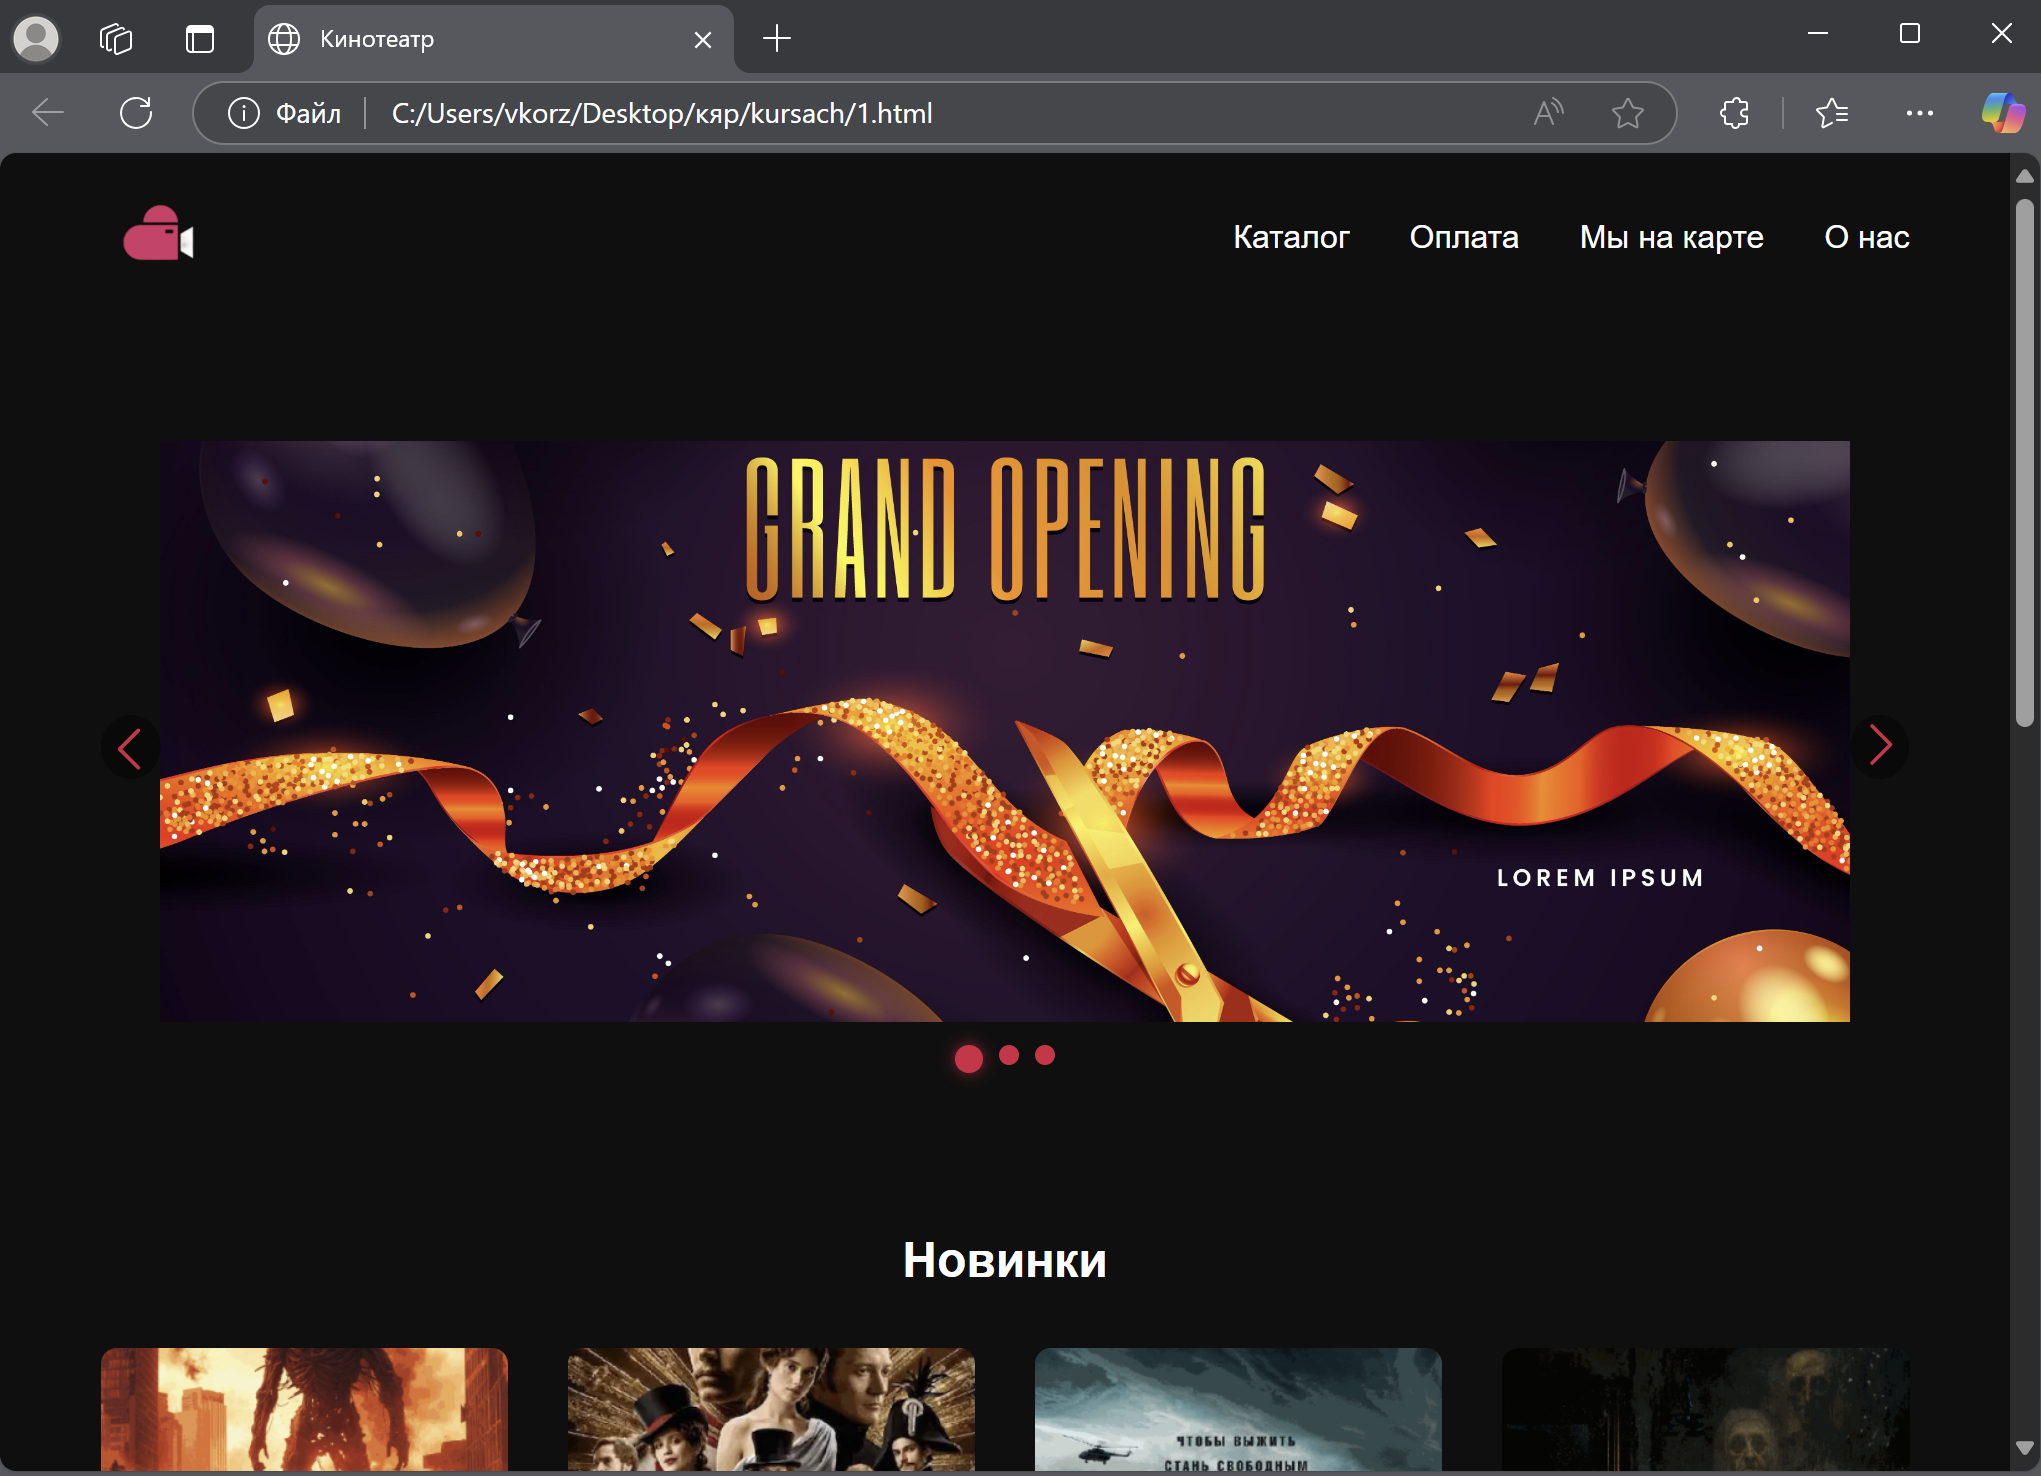 Кинотеатр
Файл
C:/Users/vkorz/Desktop/кяр/kursach/1.html
Каталог Оплата Мы на карте О нас
GRAND OPENING
LOREM IPSUM
Новинки
ЧТОБЫ ВЫЖИТЬ
СТАНЬ СВОБОДНЫМ